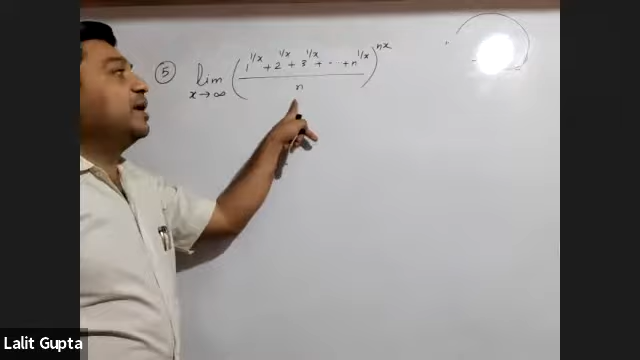 ⑤ lim x→∞ ( (1^{1/x} + 2^{1/x} + 3^{1/x} + ⋯ + n^{1/x}) / n )^{nx}
Lalit Gupta